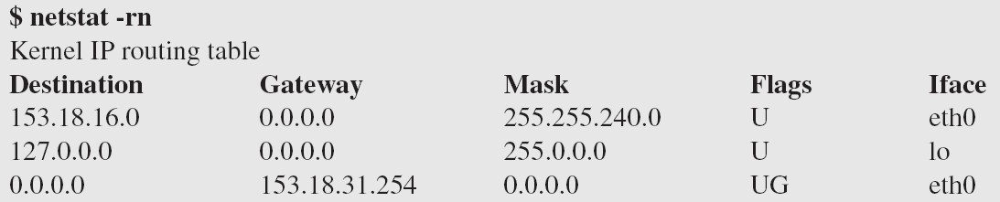 $ netstat -rn
Kernel IP routing table
Destination Gateway Mask Flags Iface
153.18.16.0 0.0.0.0 255.255.240.0 U eth0
127.0.0.0 0.0.0.0 255.0.0.0 U lo
0.0.0.0 153.18.31.254 0.0.0.0 UG eth0